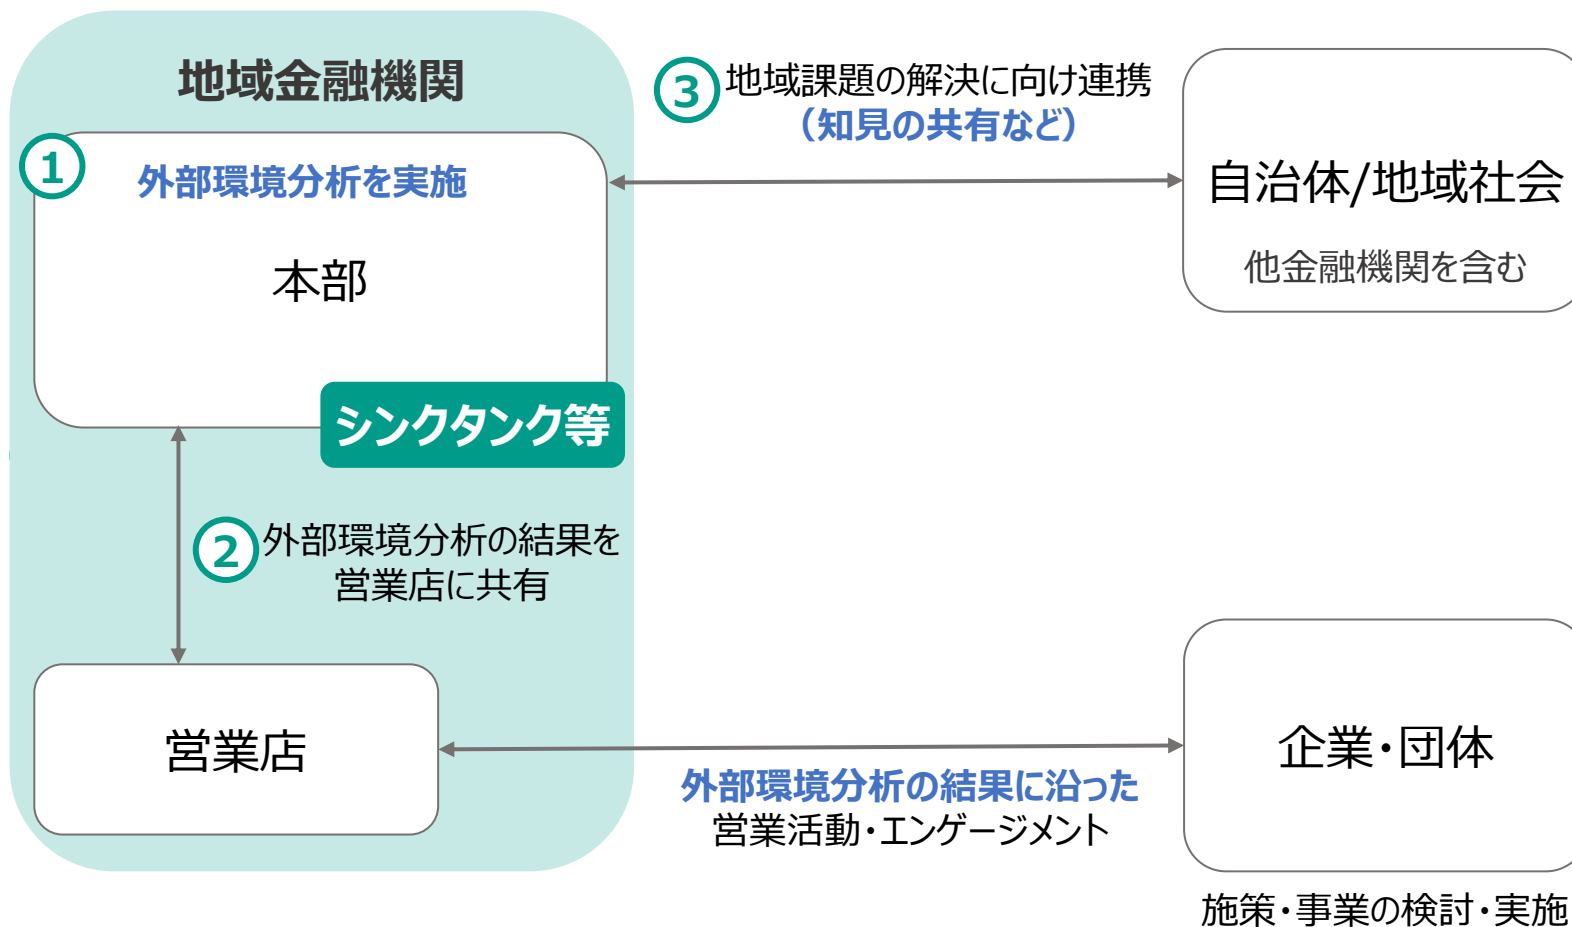 地域金融機関
①
外部環境分析を実施
本部
シンクタンク等
②
外部環境分析の結果を
営業店に共有
営業店
③
地域課題の解決に向け連携
（知見の共有など）
自治体/地域社会
他金融機関を含む
外部環境分析の結果に沿った
営業活動・エンゲージメント
企業・団体
施策・事業の検討・実施